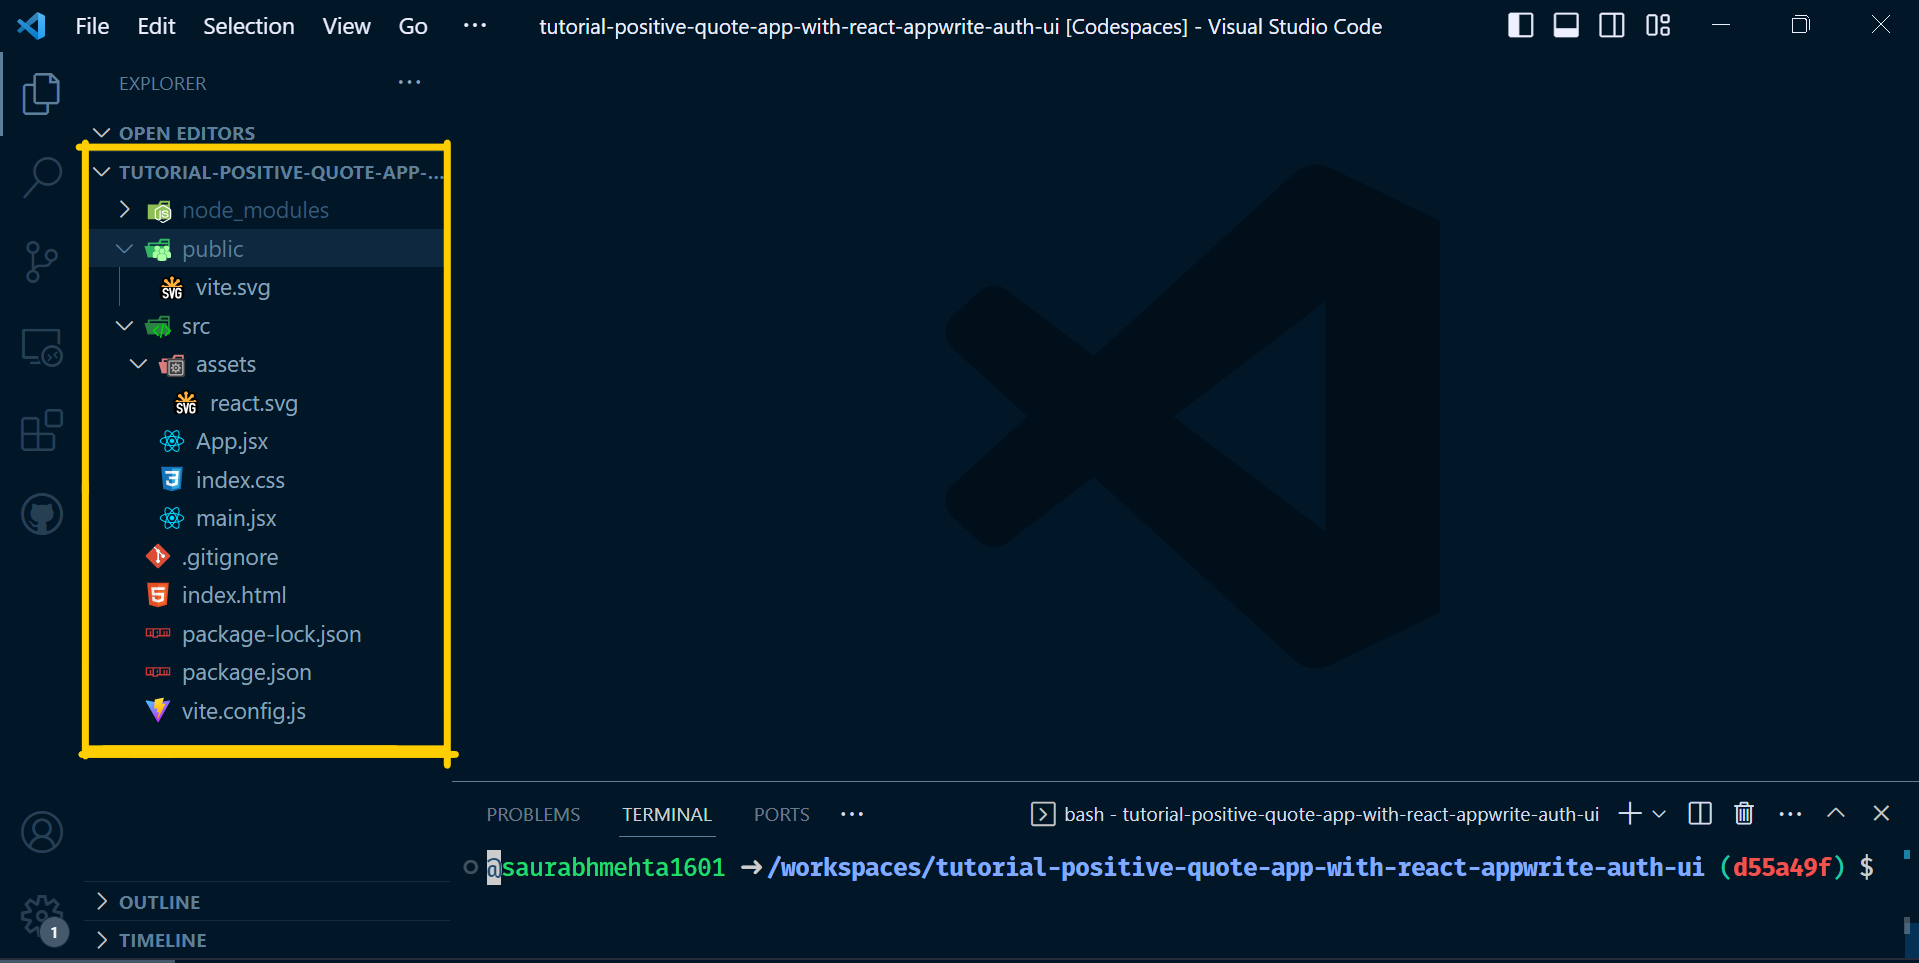 File Edit Selection View Go ··· tutorial-positive-quote-app-with-react-appwrite-auth-ui [Codespaces] - Visual Studio Code
EXPLORER ···
OPEN EDITORS
TUTORIAL-POSITIVE-QUOTE-APP-...
node_modules
public
SVG vite.svg
src
assets
SVG react.svg
App.jsx
index.css
main.jsx
.gitignore
index.html
package-lock.json
package.json
vite.config.js
OUTLINE
1
TIMELINE
PROBLEMS TERMINAL PORTS ··· bash - tutorial-positive-quote-app-with-react-appwrite-auth-ui
@saurabhmehta1601 ➜ /workspaces/tutorial-positive-quote-app-with-react-appwrite-auth-ui (d55a49f) $